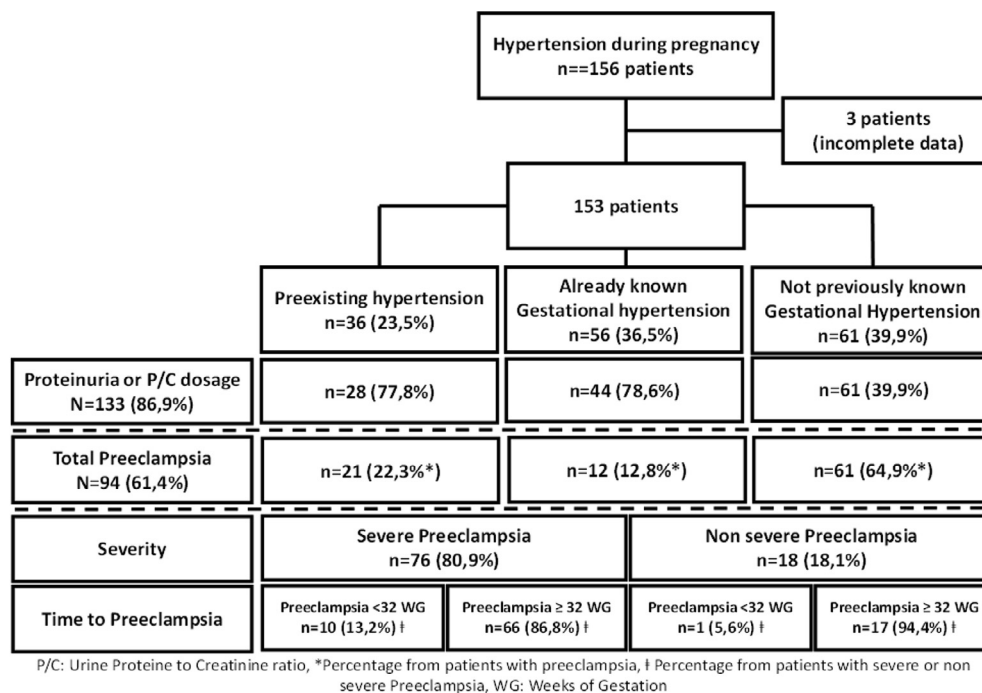 Hypertension during pregnancy
n==156 patients
3 patients
(incomplete data)
153 patients
Preexisting hypertension
n=36 (23,5%)
Already known
Gestational hypertension
n=56 (36,5%)
Not previously known
Gestational Hypertension
n=61 (39,9%)
Proteinuria or P/C dosage
N=133 (86,9%)
n=28 (77,8%)
n=44 (78,6%)
n=61 (39,9%)
Total Preeclampsia
N=94 (61,4%)
n=21 (22,3%*)
n=12 (12,8%*)
n=61 (64,9%*)
Severity
Severe Preeclampsia
n=76 (80,9%)
Non severe Preeclampsia
n=18 (18,1%)
Time to Preeclampsia
Preeclampsia <32 WG
n=10 (13,2%) ƚ
Preeclampsia ≥ 32 WG
n=66 (86,8%) ƚ
Preeclampsia <32 WG
n=1 (5,6%) ƚ
Preeclampsia ≥ 32 WG
n=17 (94,4%) ƚ
P/C: Urine Proteine to Creatinine ratio, *Percentage from patients with preeclampsia, ƚ Percentage from patients with severe or non
severe Preeclampsia, WG: Weeks of Gestation